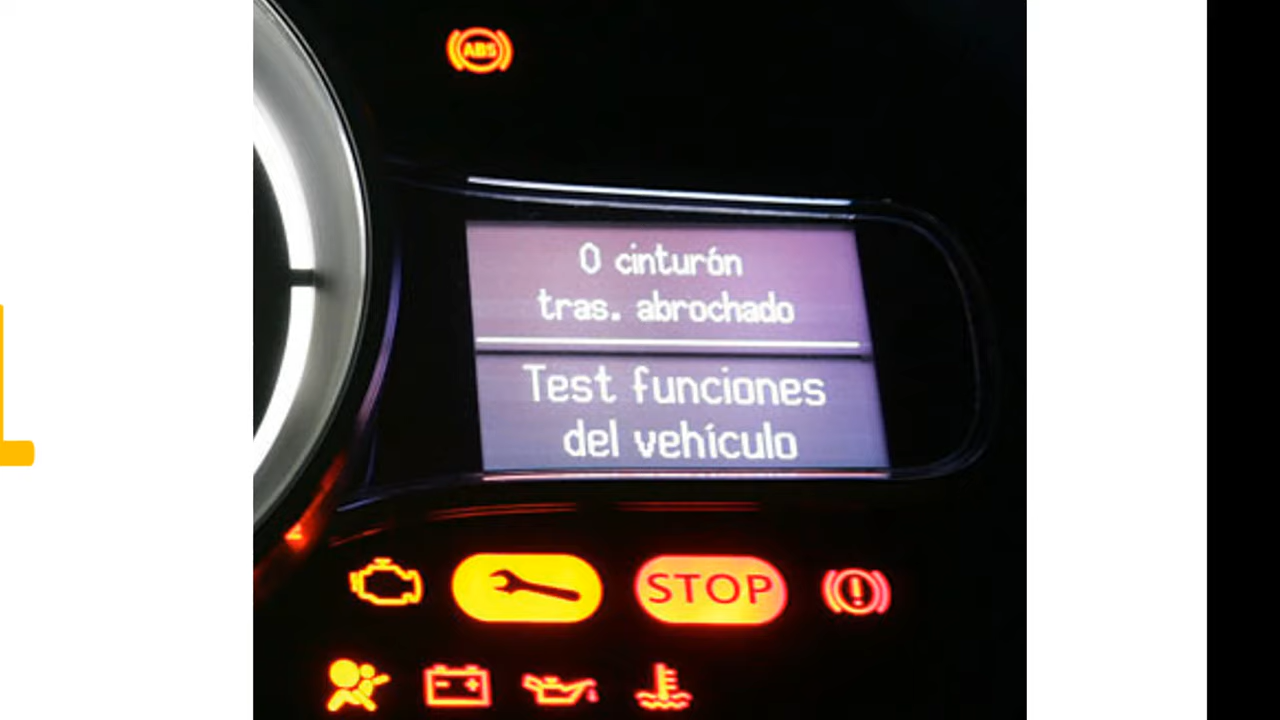 ABS
0 cinturón
tras. abrochado
Test funciones
del vehículo
STOP